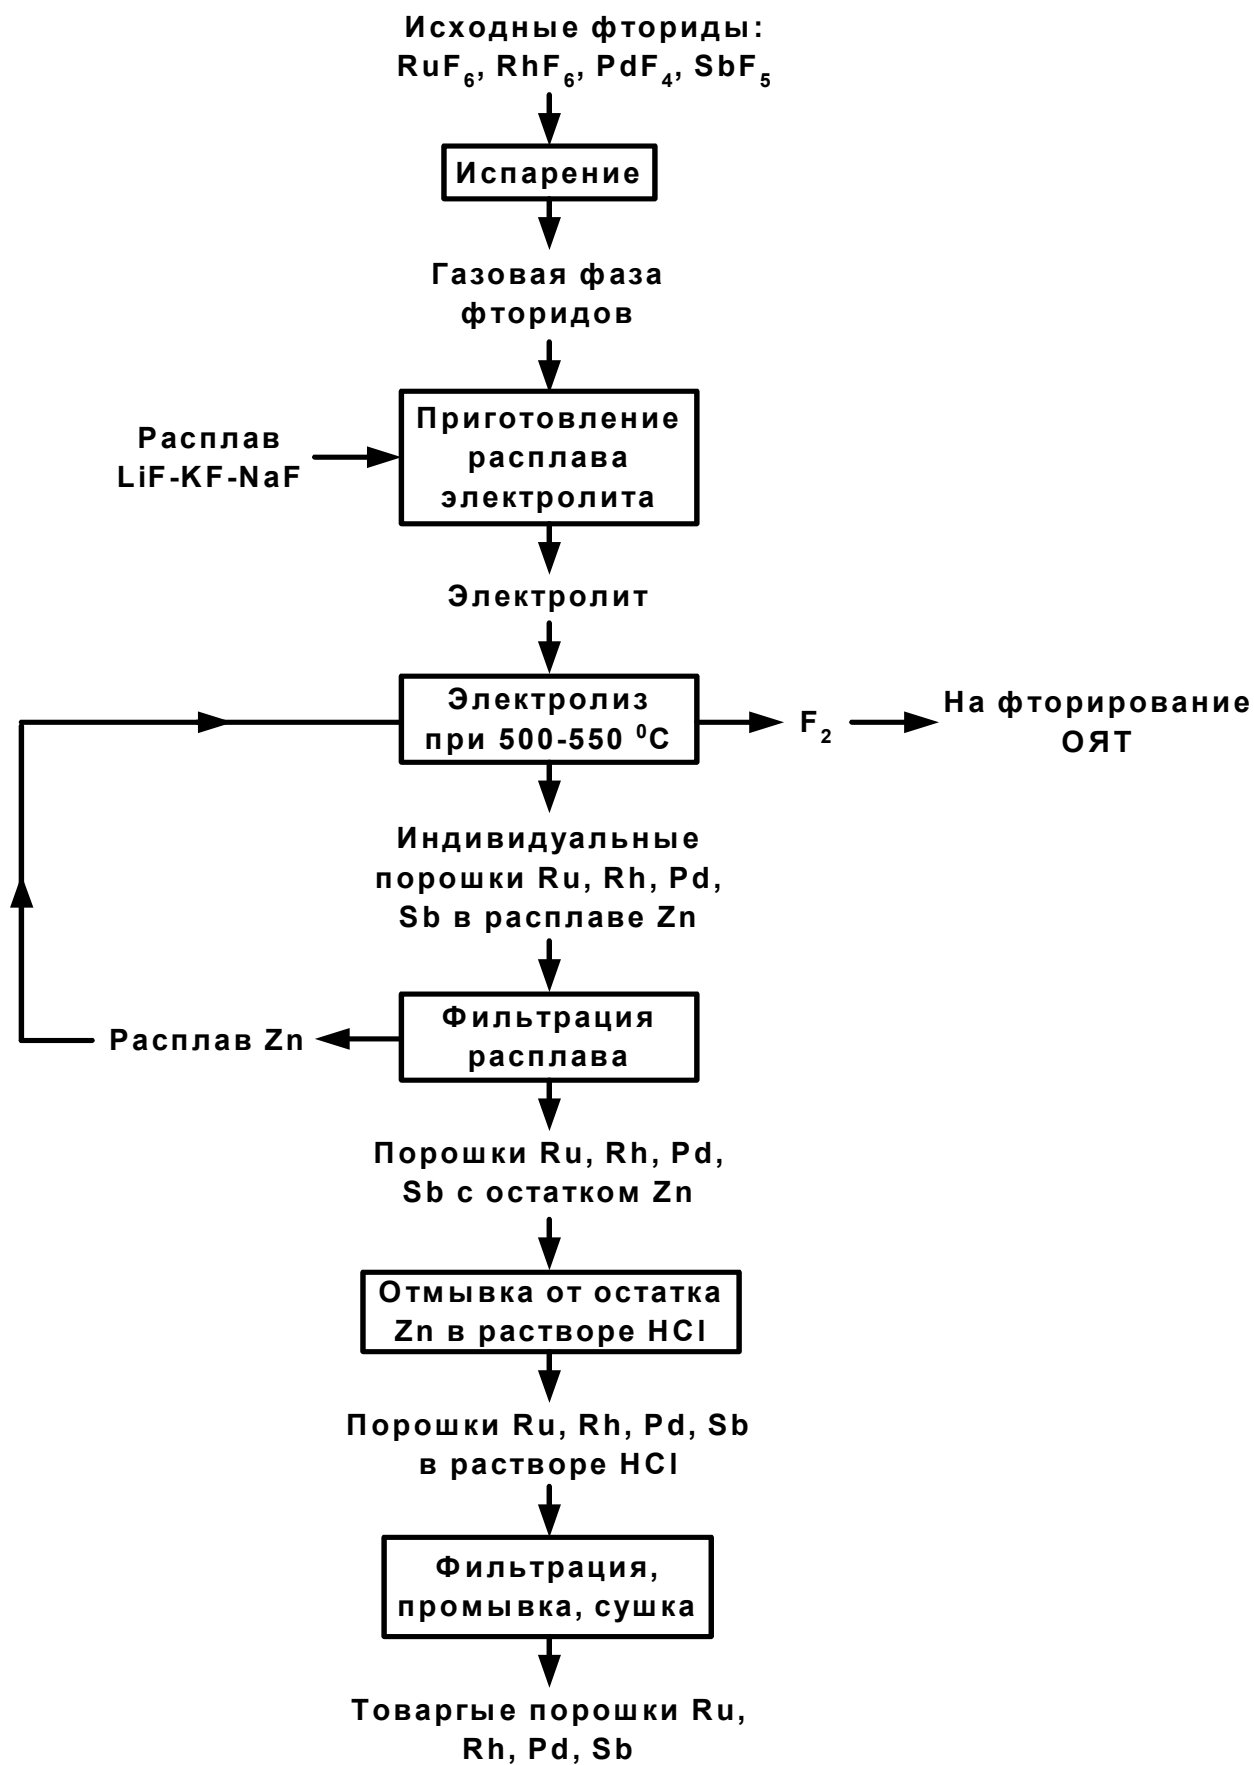 Исходные фториды:
RuF₆, RhF₆, PdF₄, SbF₅
Испарение
Газовая фаза
фторидов
Расплав
LiF-KF-NaF
Приготовление
расплава
электролита
Электролит
Электролиз
при 500-550 ⁰C
F₂
На фторирование
ОЯТ
Индивидуальные
порошки Ru, Rh, Pd,
Sb в расплаве Zn
Расплав Zn
Фильтрация
расплава
Порошки Ru, Rh, Pd,
Sb с остатком Zn
Отмывка от остатка
Zn в растворе HCl
Порошки Ru, Rh, Pd, Sb
в растворе HCl
Фильтрация,
промывка, сушка
Товаргые порошки Ru,
Rh, Pd, Sb